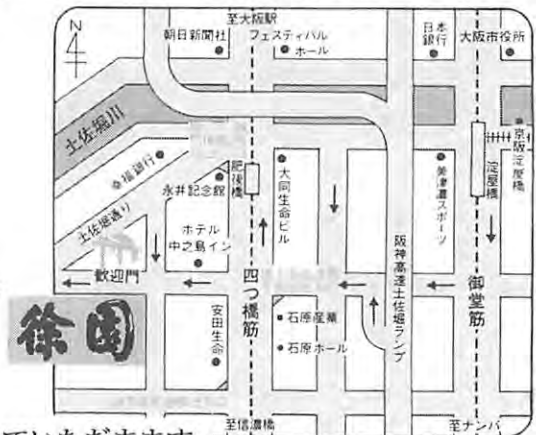 N
至大阪駅
朝日新聞社
フェスティバル
ホール
日本
銀行
大阪市役所
土佐堀川
幸福銀行
土佐堀通り
永井記念館
肥後橋
大同生命ビル
美津濃スポーツ
淀屋橋
京阪淀屋橋
ホテル
中之島イン
歓迎門
四つ橋筋
阪神高速土佐堀ランプ
御堂筋
徐園
安田生命
石原産業
石原ホール
至信濃橋
至ナンバ